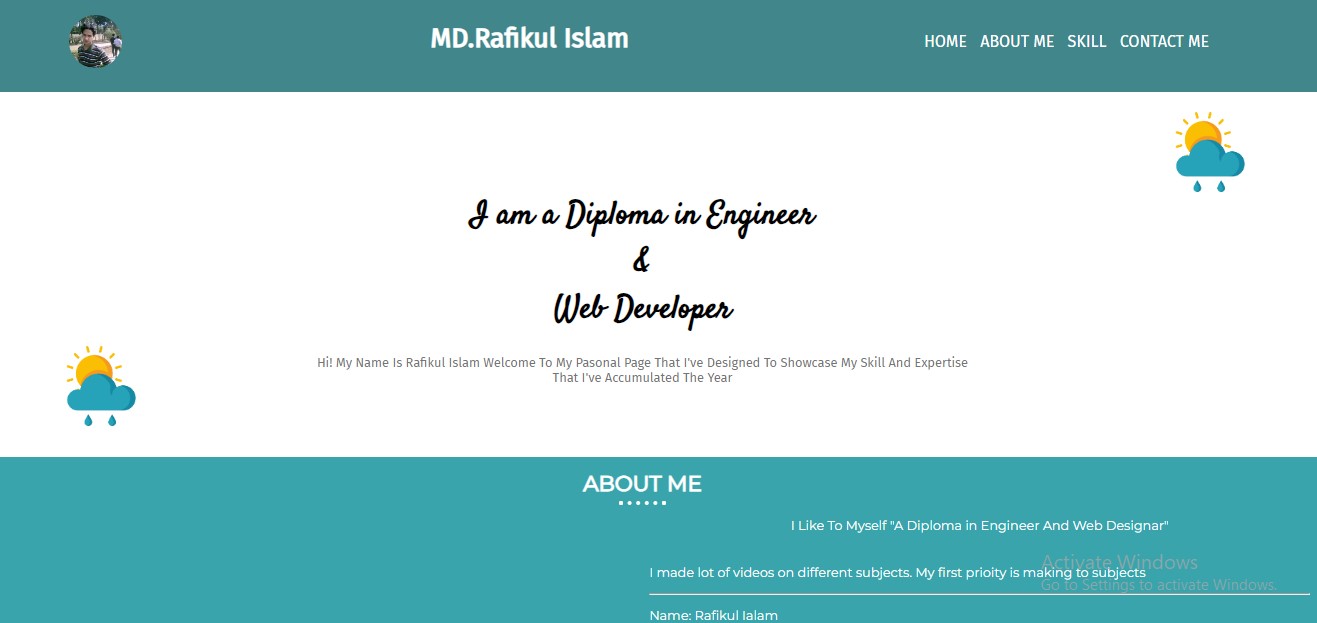 MD.Rafikul Islam
HOME ABOUT ME SKILL CONTACT ME
I am a Diploma in Engineer
&
Web Developer
Hi! My Name Is Rafikul Islam Welcome To My Pasonal Page That I've Designed To Showcase My Skill And Expertise
That I've Accumulated The Year
ABOUT ME
I Like To Myself "A Diploma in Engineer And Web Designar"
I made lot of videos on different subjects. My first prioity is making to subjects
Activate Windows
Go to Settings to activate Windows.
Name: Rafikul Ialam